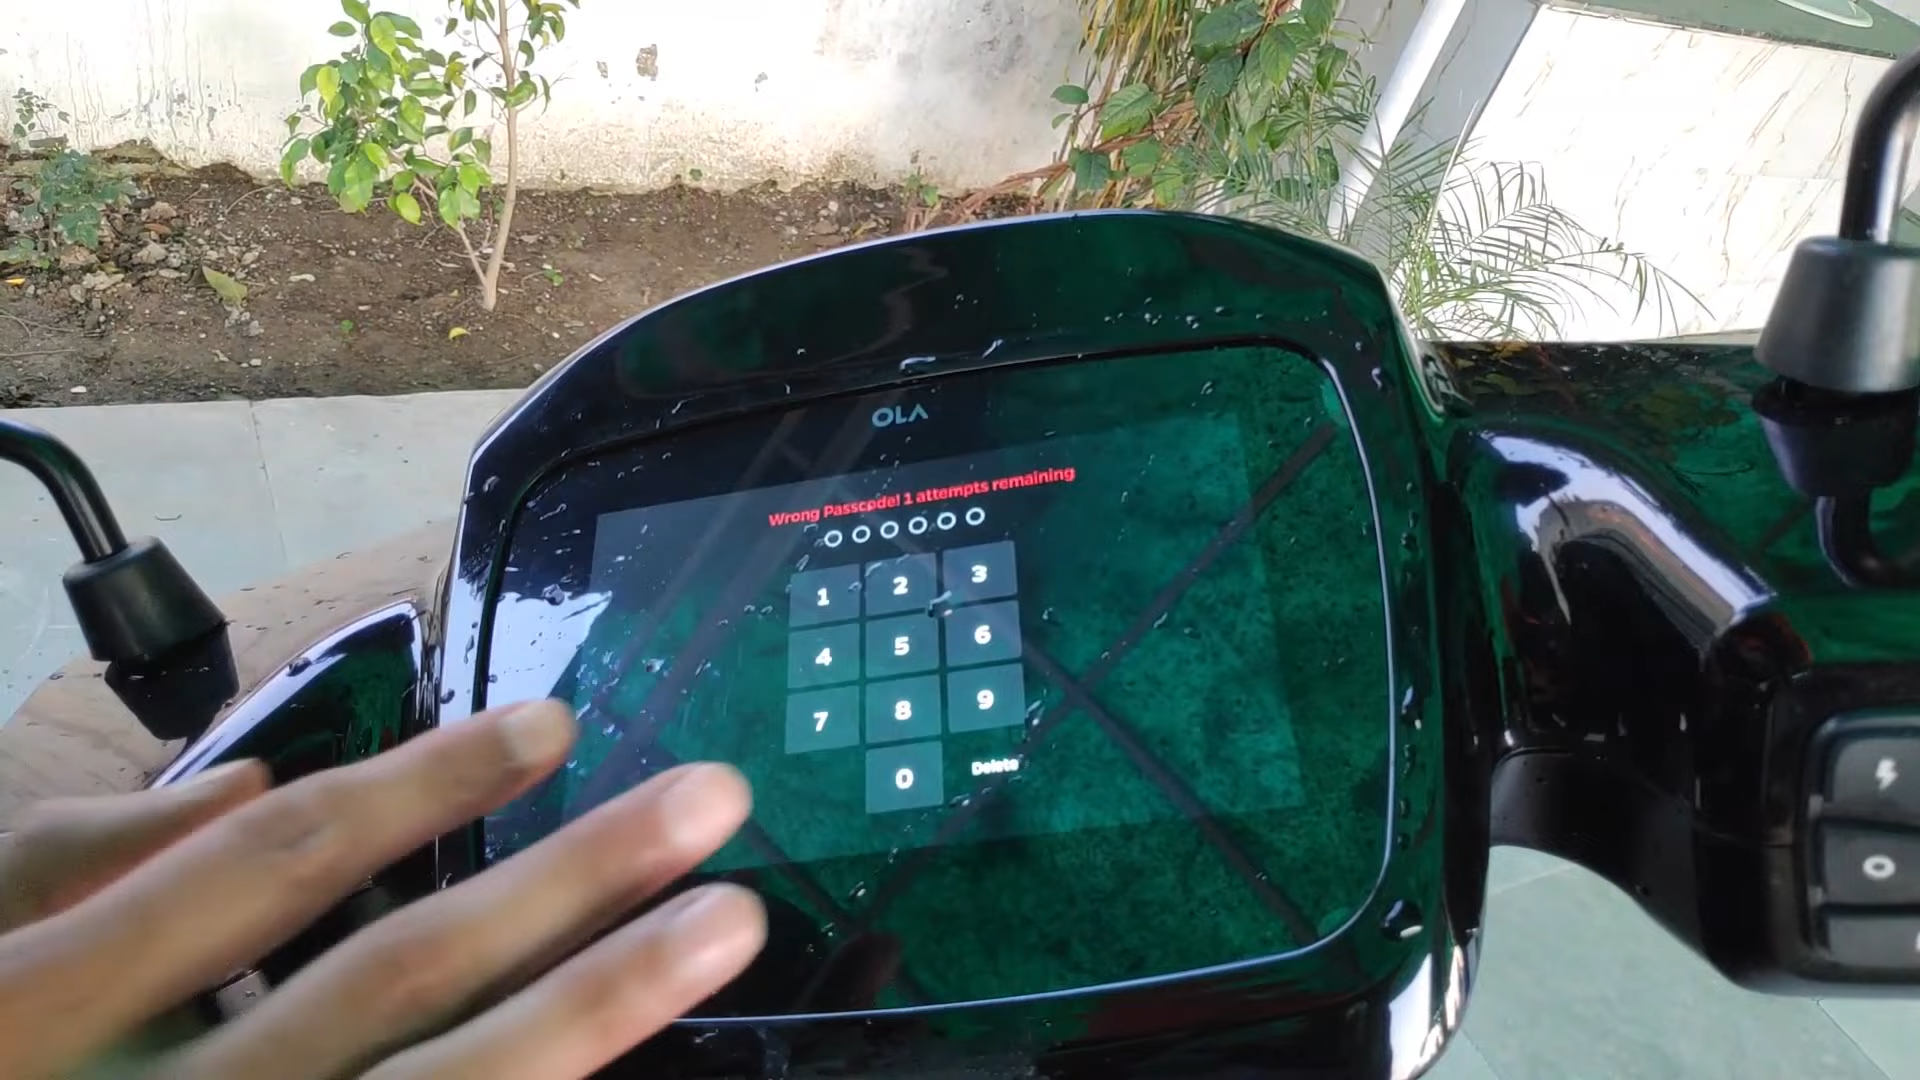 OLA
Wrong Passcode! 1 attempts remaining
1 2 3
4 5 6
7 8 9
0 Delete